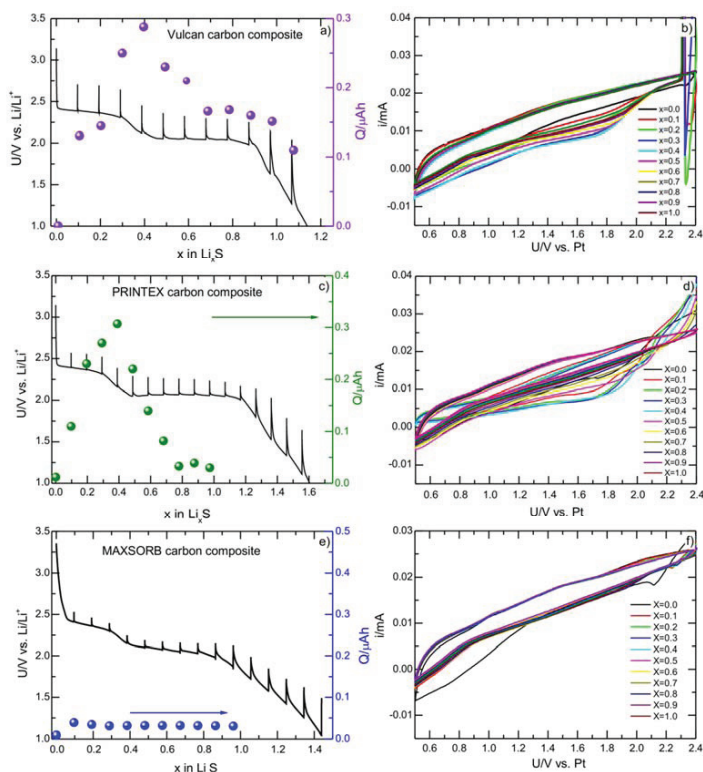 Vulcan carbon composite
a)
3.5
3.0
2.5
2.0
1.5
1.0
U/V vs. Li/Li⁺
0.3
0.2
0.1
0.0
Q/µAh
0.0 0.2 0.4 0.6 0.8 1.0 1.2
x in LiₓS
b)
0.04
0.03
0.02
0.01
0.00
-0.01
i/mA
x=0.0
x=0.1
x=0.2
x=0.3
x=0.4
x=0.5
x=0.6
x=0.7
x=0.8
x=0.9
x=1.0
0.6 0.8 1.0 1.2 1.4 1.6 1.8 2.0 2.2 2.4
U/V vs. Pt
PRINTEX carbon composite
c)
3.5
3.0
2.5
2.0
1.5
1.0
U/V vs. Li/Li⁺
0.4
0.3
0.2
0.1
0.0
Q/µAh
0.0 0.2 0.4 0.6 0.8 1.0 1.2 1.4 1.6
x in LiₓS
d)
0.04
0.03
0.02
0.01
0.00
-0.01
i/mA
X=0.0
X=0.1
X=0.2
X=0.3
X=0.4
X=0.5
X=0.6
X=0.7
X=0.8
X=0.9
X=1.0
0.6 0.8 1.0 1.2 1.4 1.6 1.8 2.0 2.2 2.4
U/V vs. Pt
MAXSORB carbon composite
e)
3.5
3.0
2.5
2.0
1.5
1.0
U/V vs. Li/Li⁺
0.5
0.4
0.3
0.2
0.1
0.0
Q/µAh
0.0 0.2 0.4 0.6 0.8 1.0 1.2 1.4
x in Li S
f)
0.03
0.02
0.01
0.00
-0.01
i/mA
X=0.0
X=0.1
X=0.2
X=0.3
X=0.4
X=0.5
X=0.6
X=0.7
X=0.8
X=0.9
X=1.0
0.6 0.8 1.0 1.2 1.4 1.6 1.8 2.0 2.2 2.4
U/V vs. Pt